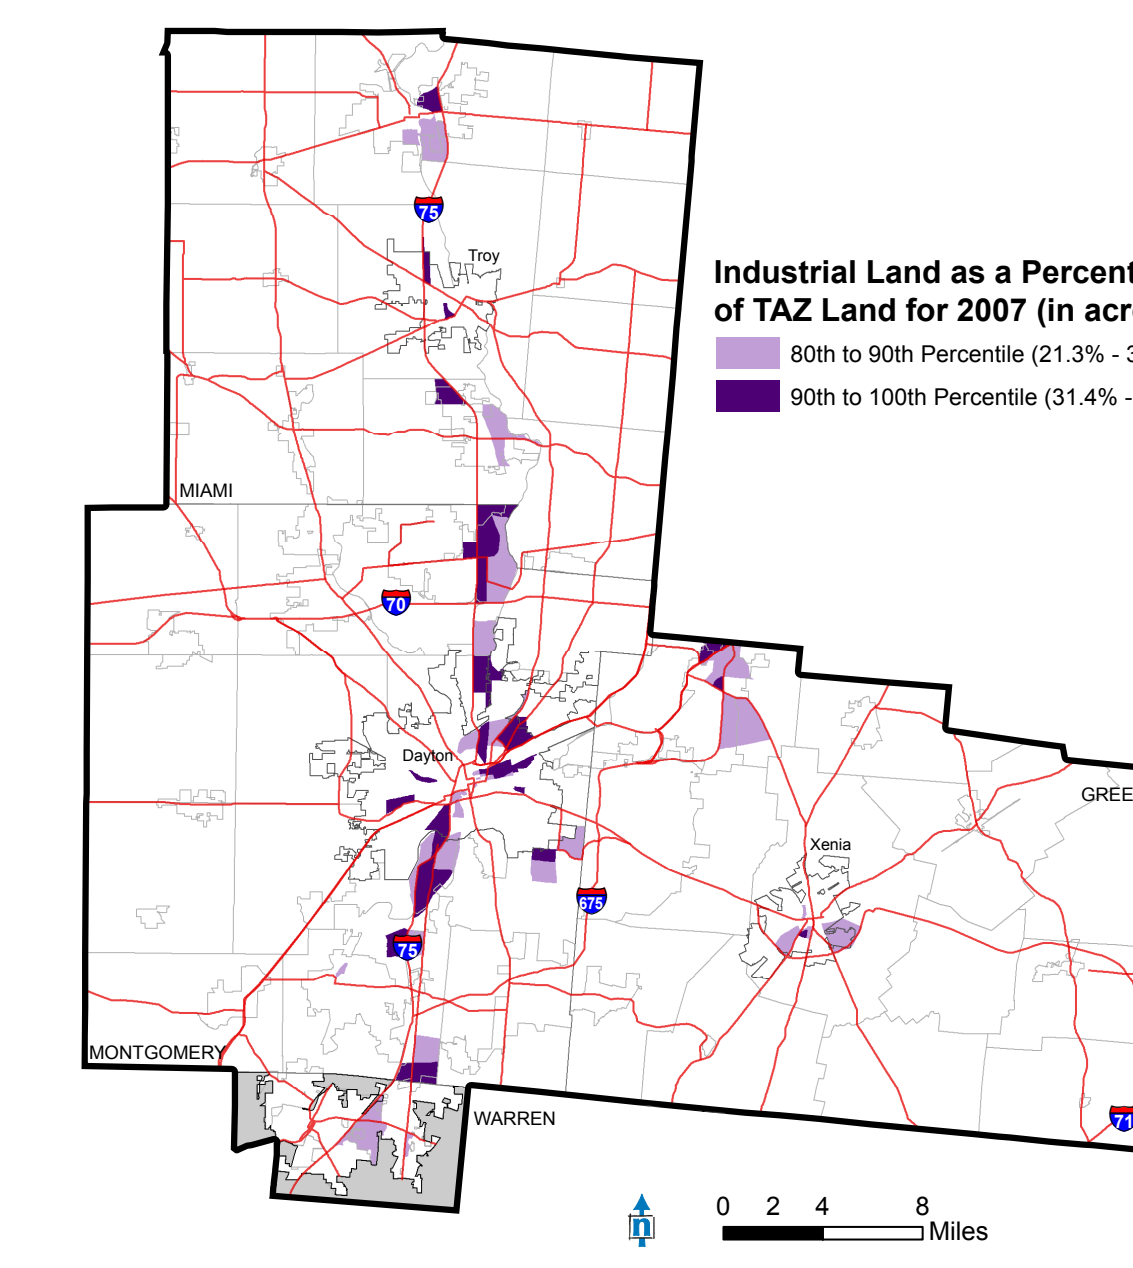 75
Troy
Industrial Land as a Percent
of TAZ Land for 2007 (in acr
80th to 90th Percentile (21.3% - 3
90th to 100th Percentile (31.4% -
MIAMI
70
Dayton
GREE
Xenia
675
75
MONTGOMERY
WARREN
71
n
0 2 4 8
Miles